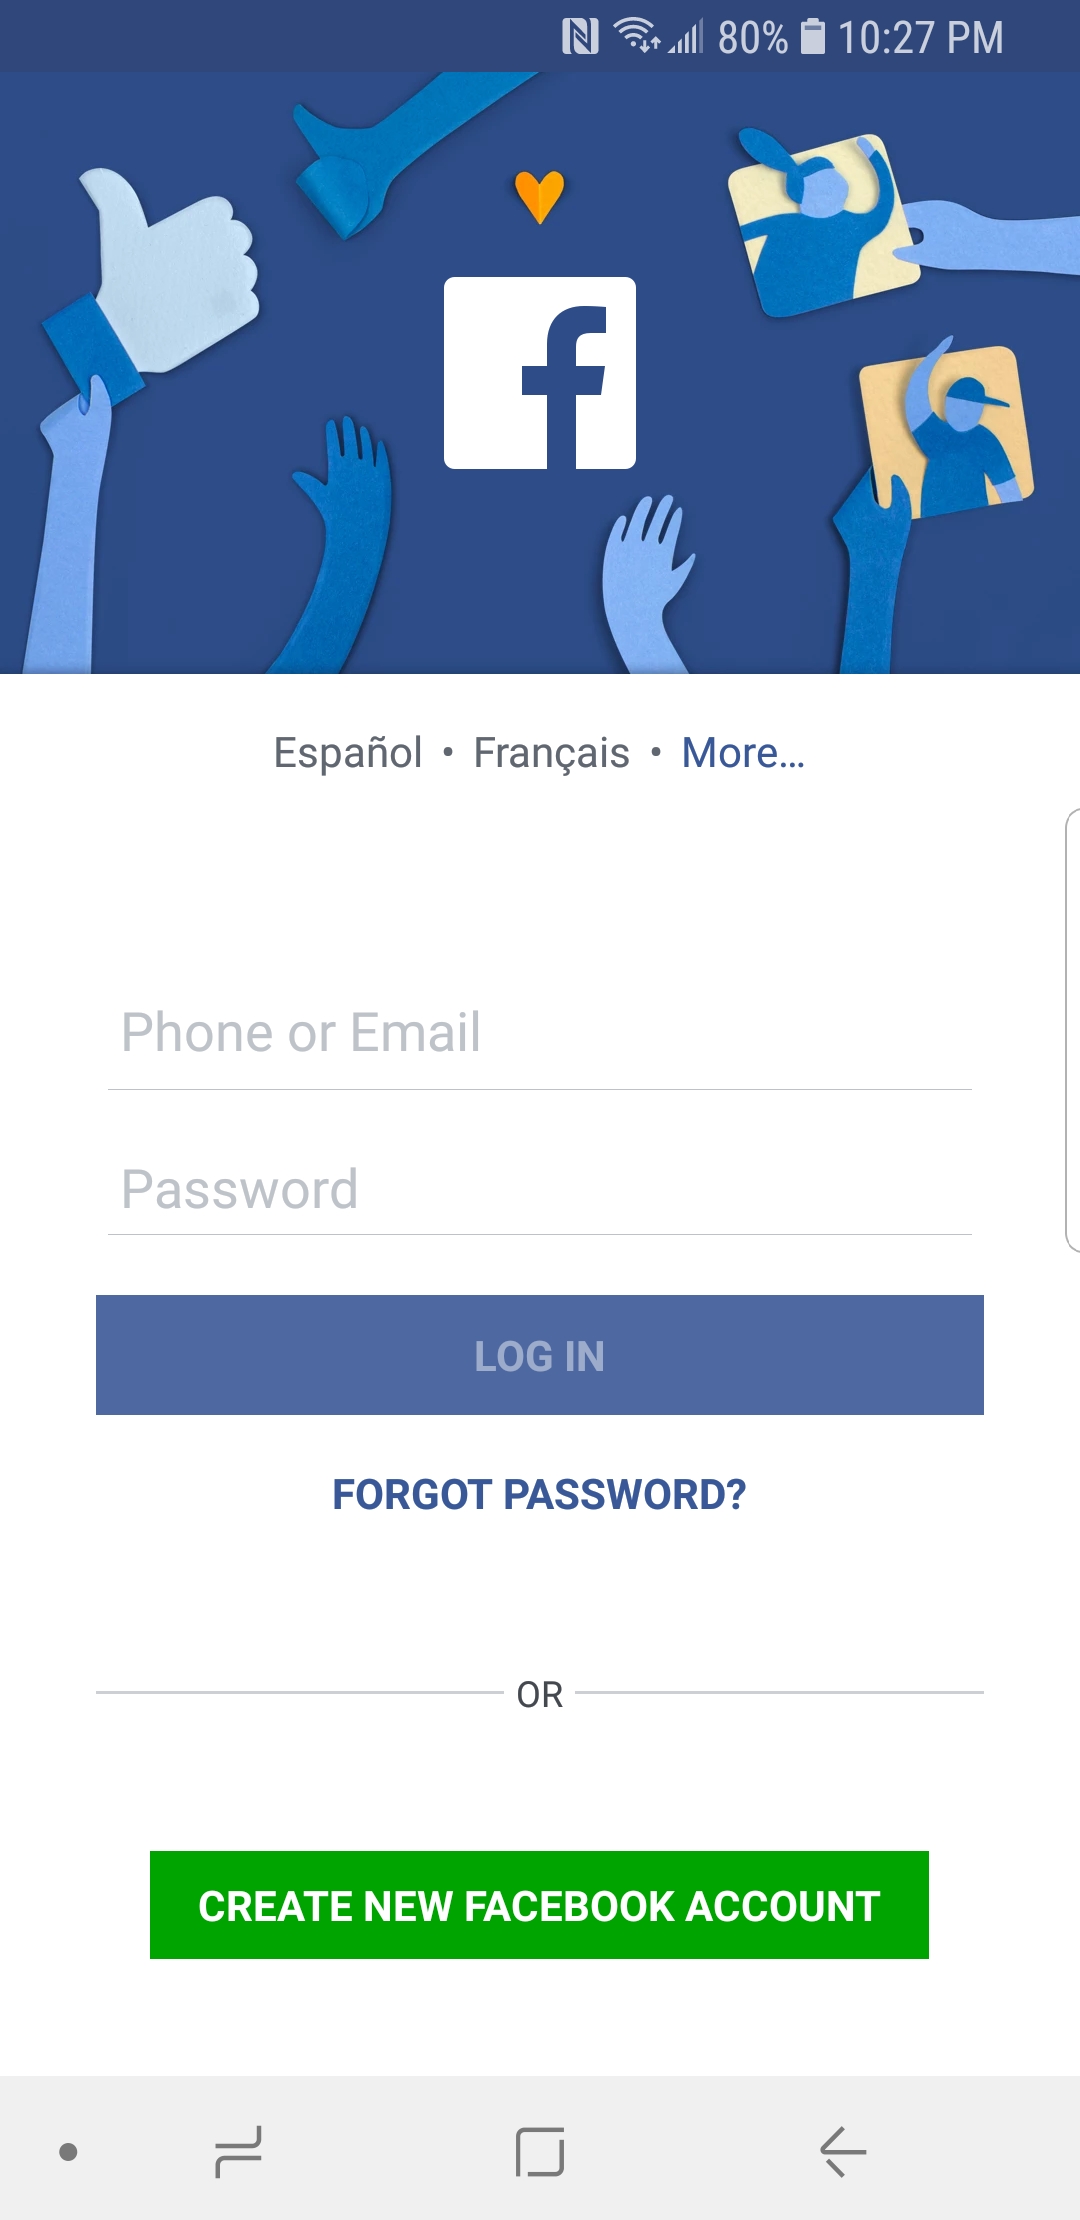 80% 10:27 PM
f
Español • Français • More...
Phone or Email
Password
LOG IN
FORGOT PASSWORD?
OR
CREATE NEW FACEBOOK ACCOUNT